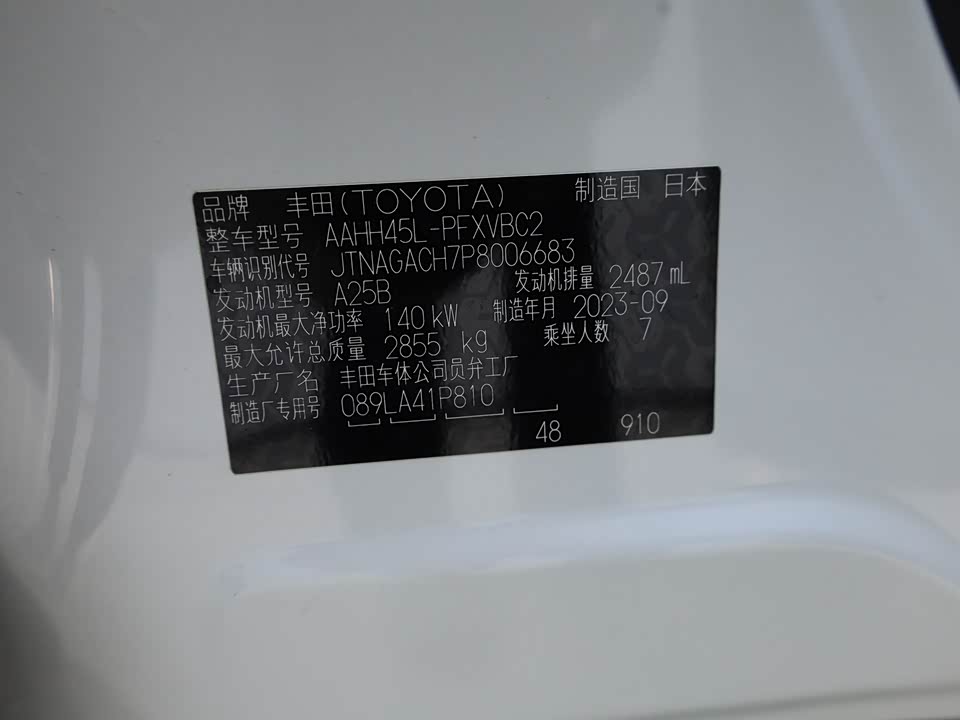 品牌 丰田(TOYOTA) 制造国 日本
整车型号 AAHH45L-PFXVBC2
车辆识别代号 JTNAGACH7P8006683
发动机型号 A25B 发动机排量 2487 mL
发动机最大净功率 140 kW 制造年月 2023-09
最大允许总质量 2855 kg 乘坐人数 7
生产厂名 丰田车体公司员弁工厂
制造厂专用号 089LA41P810
48 910